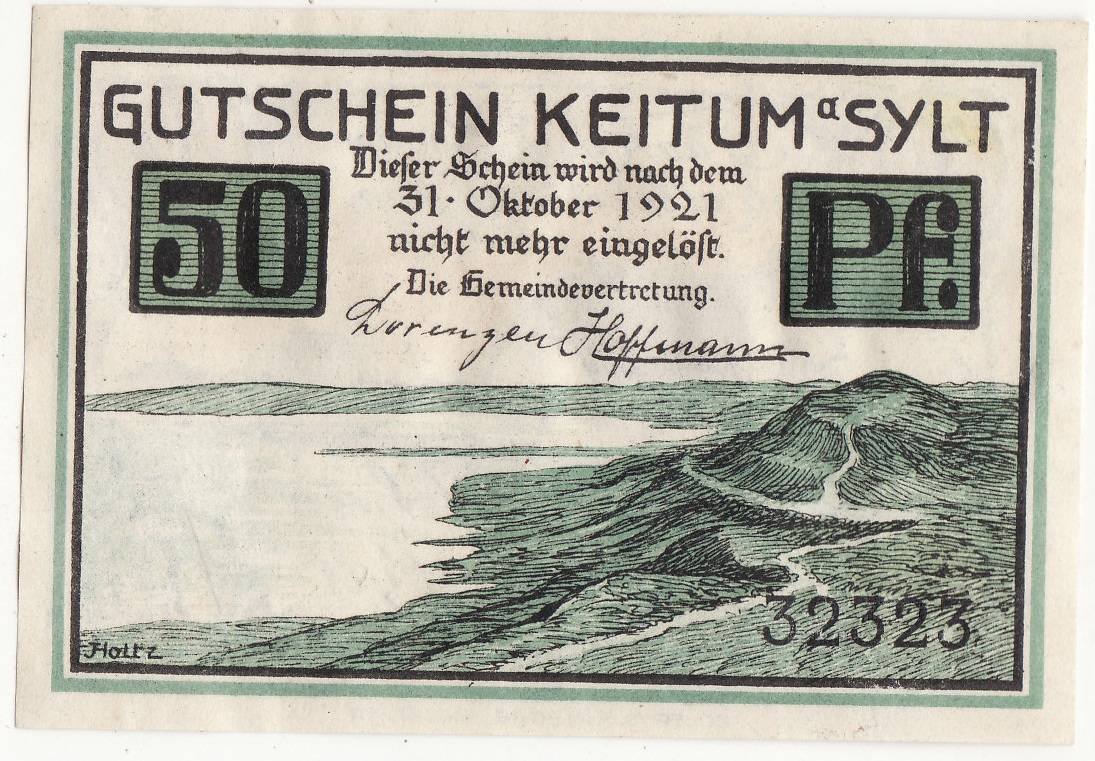 GUTSCHEIN KEITUM a SYLT
50
Dieser Schein wird nach dem
31. Oktober 1921
nicht mehr eingelöst.
Pf.
Die Gemeindevertretung.
Lorenzen Hoffmann
32323
Holtz